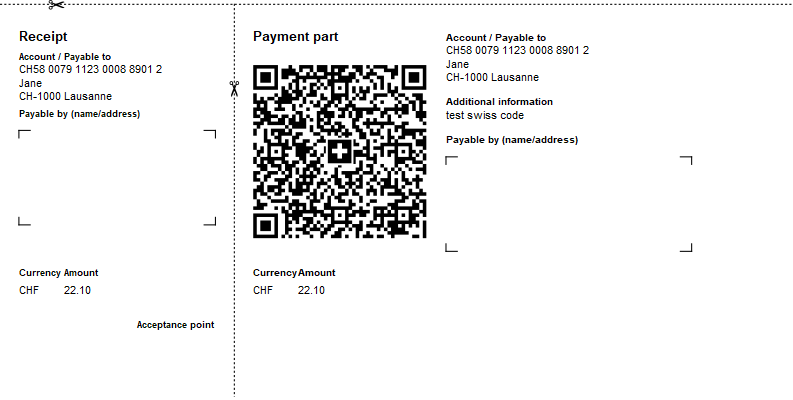 Receipt
Account / Payable to
CH58 0079 1123 0008 8901 2
Jane
CH-1000 Lausanne
Payable by (name/address)
Currency Amount
CHF 22.10
Acceptance point
Payment part
Currency Amount
CHF 22.10
Account / Payable to
CH58 0079 1123 0008 8901 2
Jane
CH-1000 Lausanne
Additional information
test swiss code
Payable by (name/address)